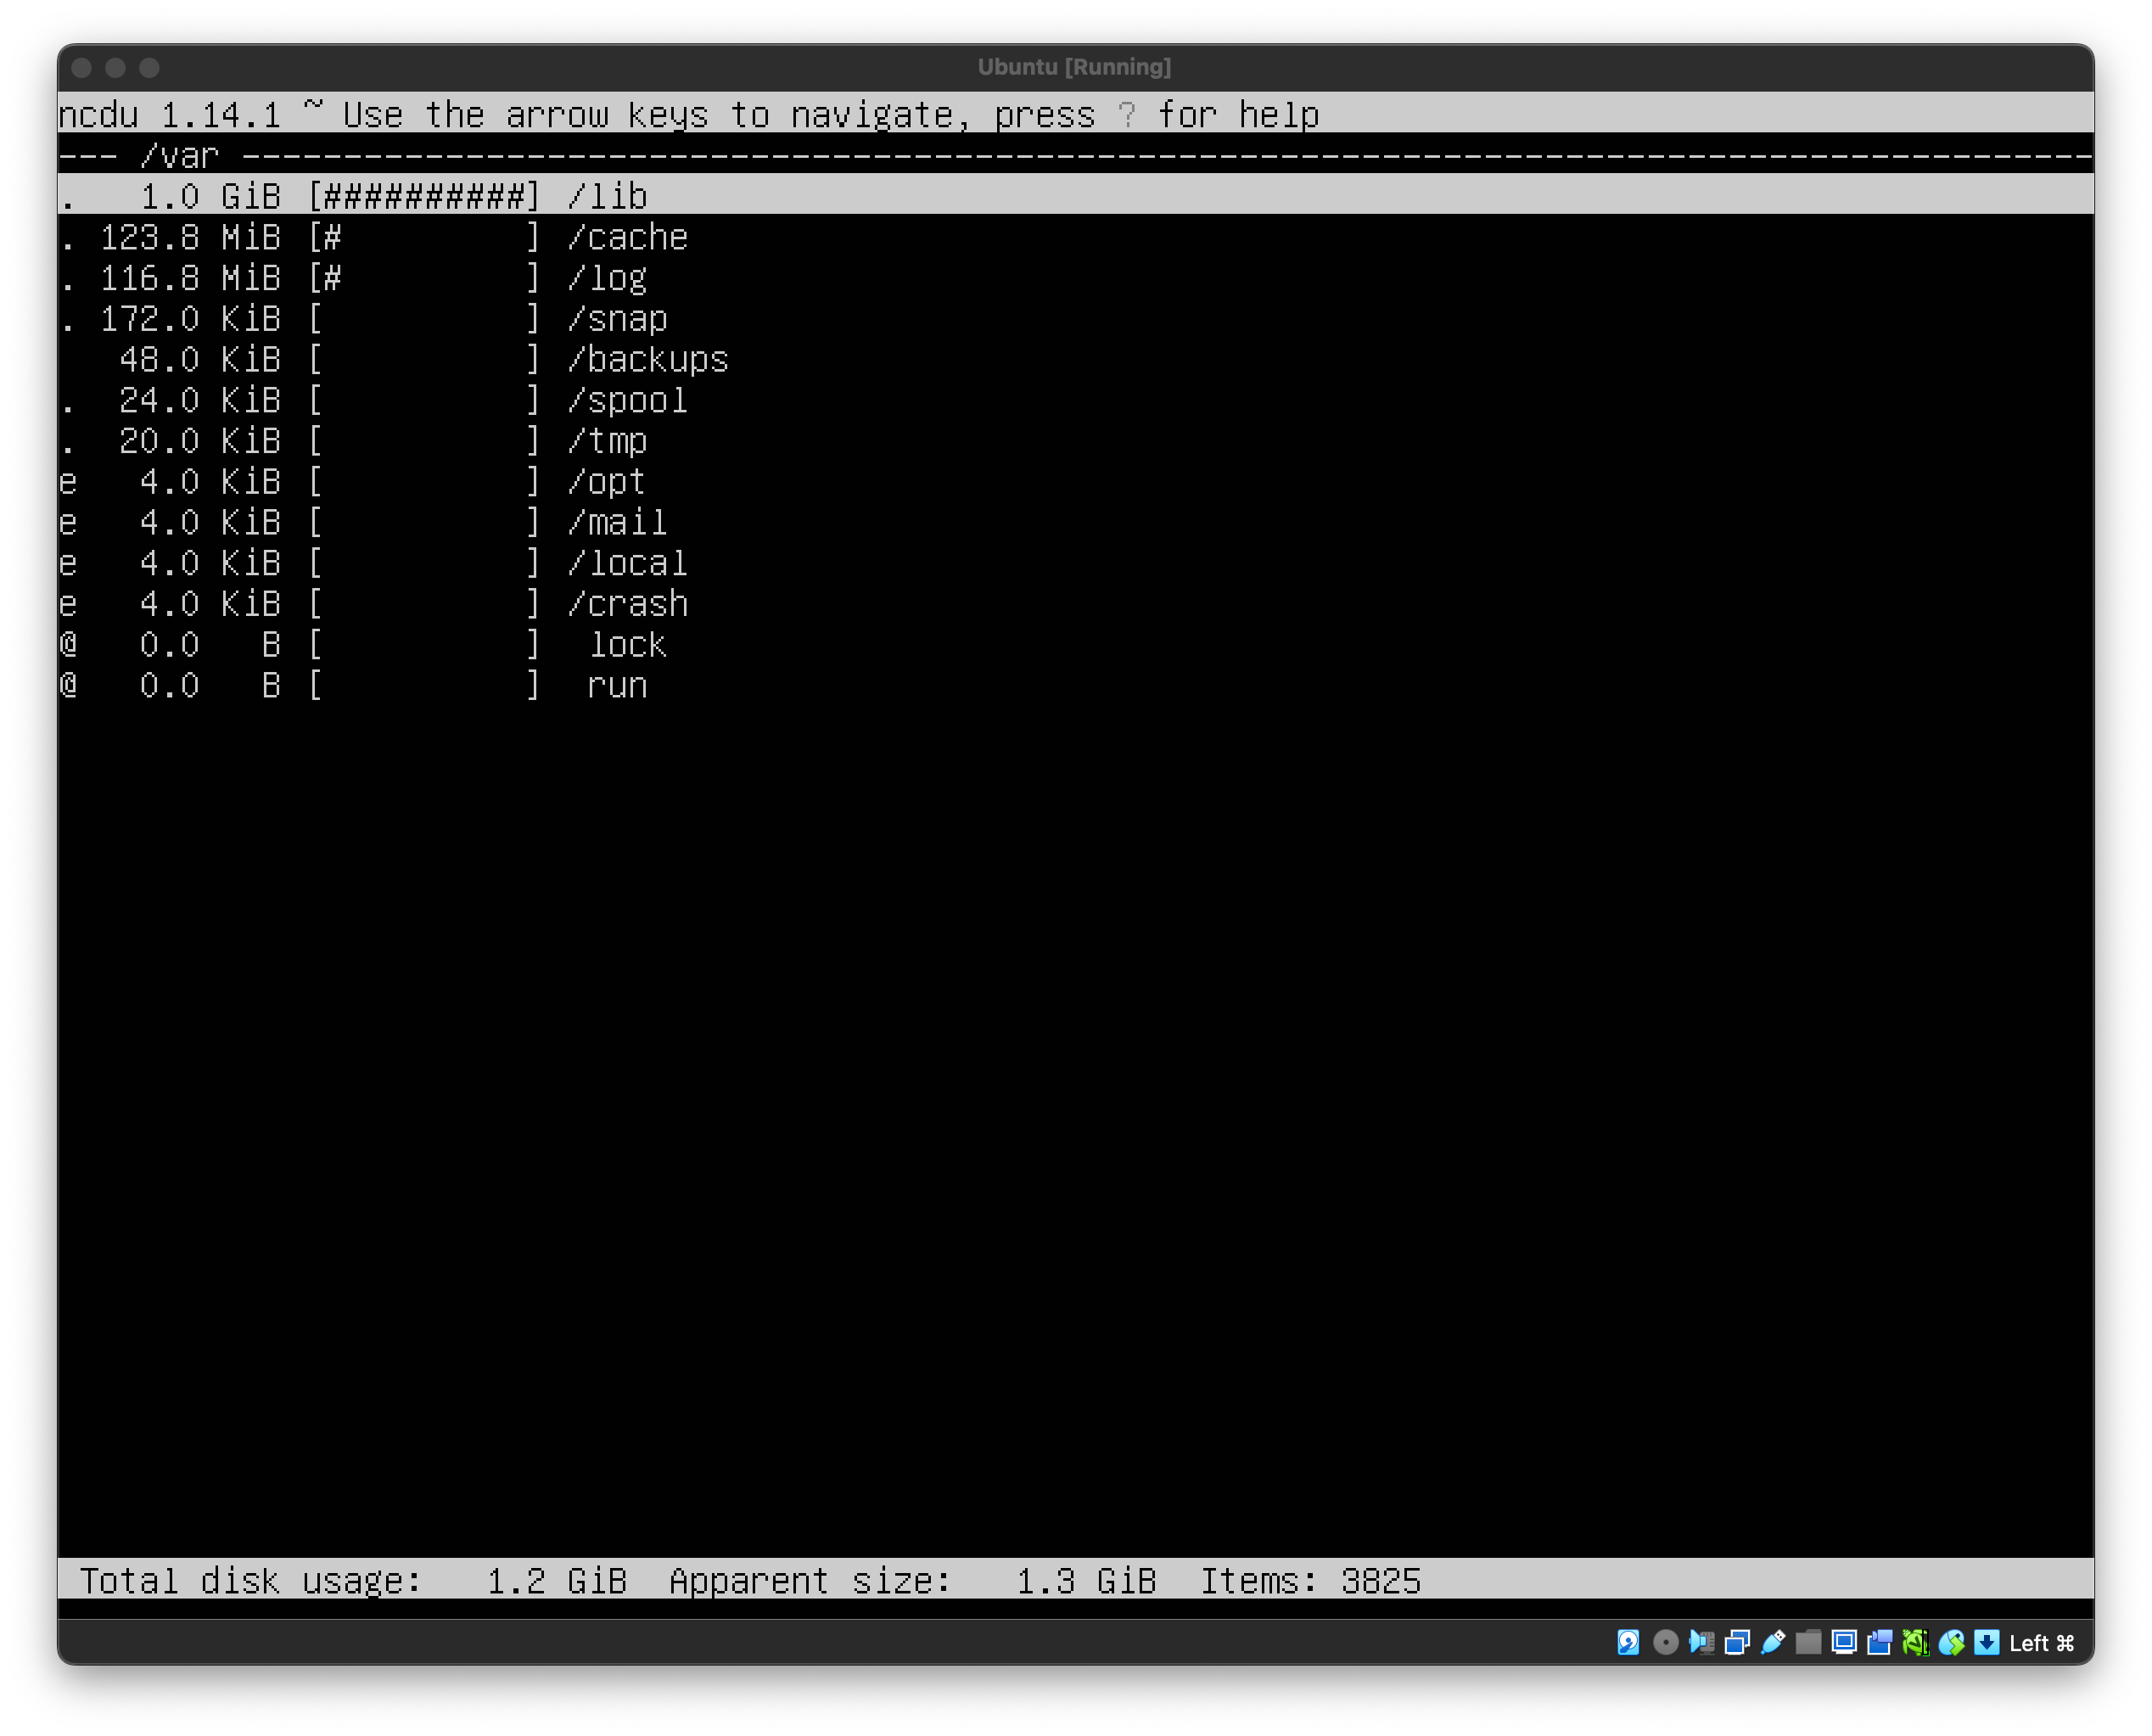 Ubuntu [Running]
ncdu 1.14.1 ~ Use the arrow keys to navigate, press ? for help
--- /var -------------------------------------------------------------------------------------------
.   1.0 GiB [##########] /lib
. 123.8 MiB [#         ] /cache
. 116.8 MiB [#         ] /log
. 172.0 KiB [          ] /snap
   48.0 KiB [          ] /backups
.  24.0 KiB [          ] /spool
.  20.0 KiB [          ] /tmp
e   4.0 KiB [          ] /opt
e   4.0 KiB [          ] /mail
e   4.0 KiB [          ] /local
e   4.0 KiB [          ] /crash
@   0.0   B [          ]  lock
@   0.0   B [          ]  run
Total disk usage:   1.2 GiB  Apparent size:   1.3 GiB  Items: 3825
Left ⌘